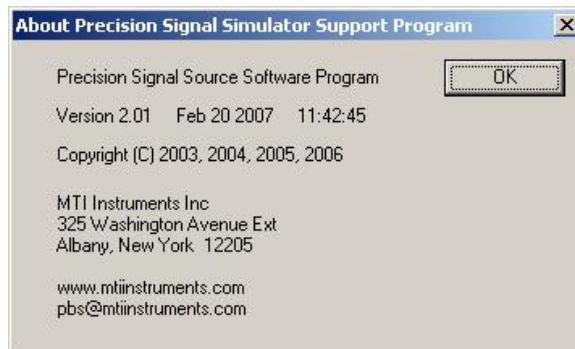 About Precision Signal Simulator Support Program
Precision Signal Source Software Program
OK
Version 2.01 Feb 20 2007 11:42:45
Copyright (C) 2003, 2004, 2005, 2006
MTI Instruments Inc
325 Washington Avenue Ext
Albany, New York 12205
www.mtiinstruments.com
pbs@mtiinstruments.com